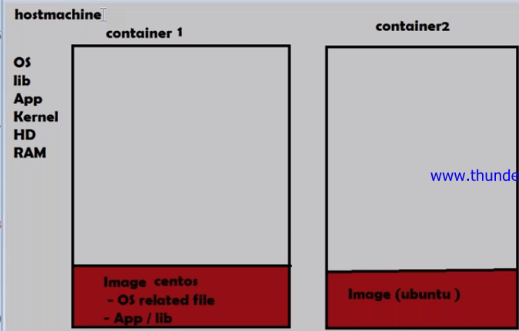 hostmachine
container 1
container2
OS
lib
App
Kernel
HD
RAM
www.thunde
Image centos
- OS related file
- App / lib
Image (ubuntu )